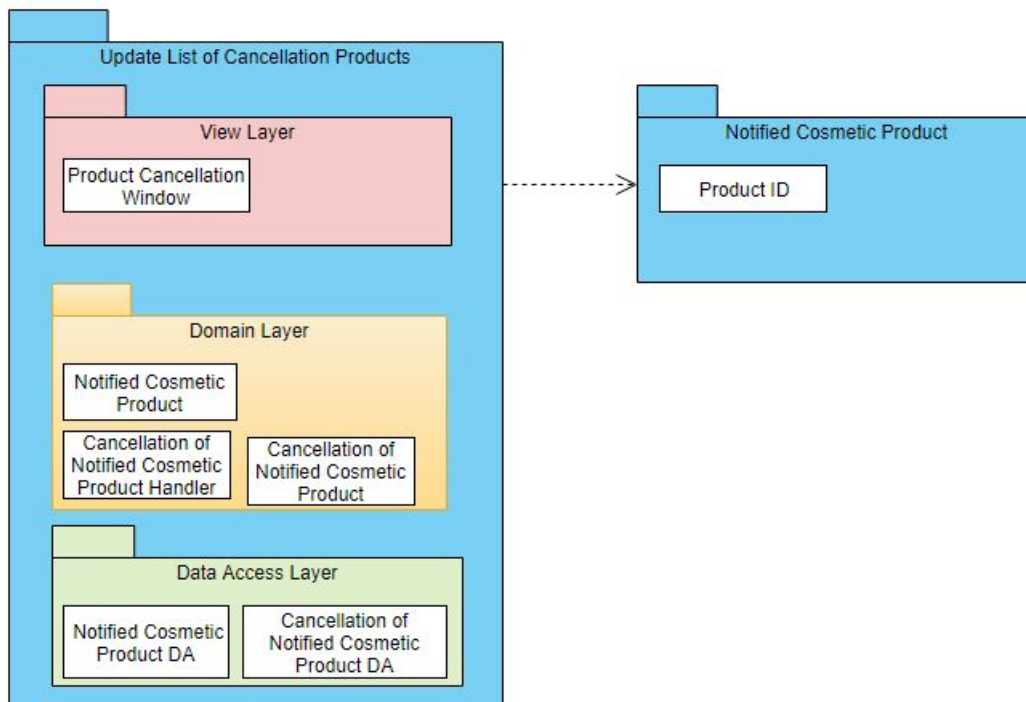 Update List of Cancellation Products
View Layer
Product Cancellation
Window
Notified Cosmetic Product
Product ID
Domain Layer
Notified Cosmetic
Product
Cancellation of
Notified Cosmetic
Product Handler
Cancellation of
Notified Cosmetic
Product
Data Access Layer
Notified Cosmetic
Product DA
Cancellation of
Notified Cosmetic
Product DA